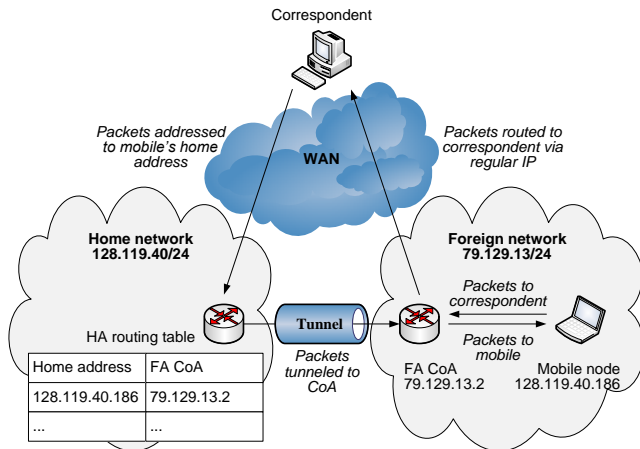 Correspondent
Packets addressed
to mobile's home
address
WAN
Packets routed to
correspondent via
regular IP
Home network
128.119.40/24
Foreign network
79.129.13/24
Packets to
correspondent
HA routing table
Tunnel
Packets
tunneled to
CoA
Packets to
mobile
FA CoA
79.129.13.2
Mobile node
128.119.40.186
Home address FA CoA
128.119.40.186 79.129.13.2
... ...